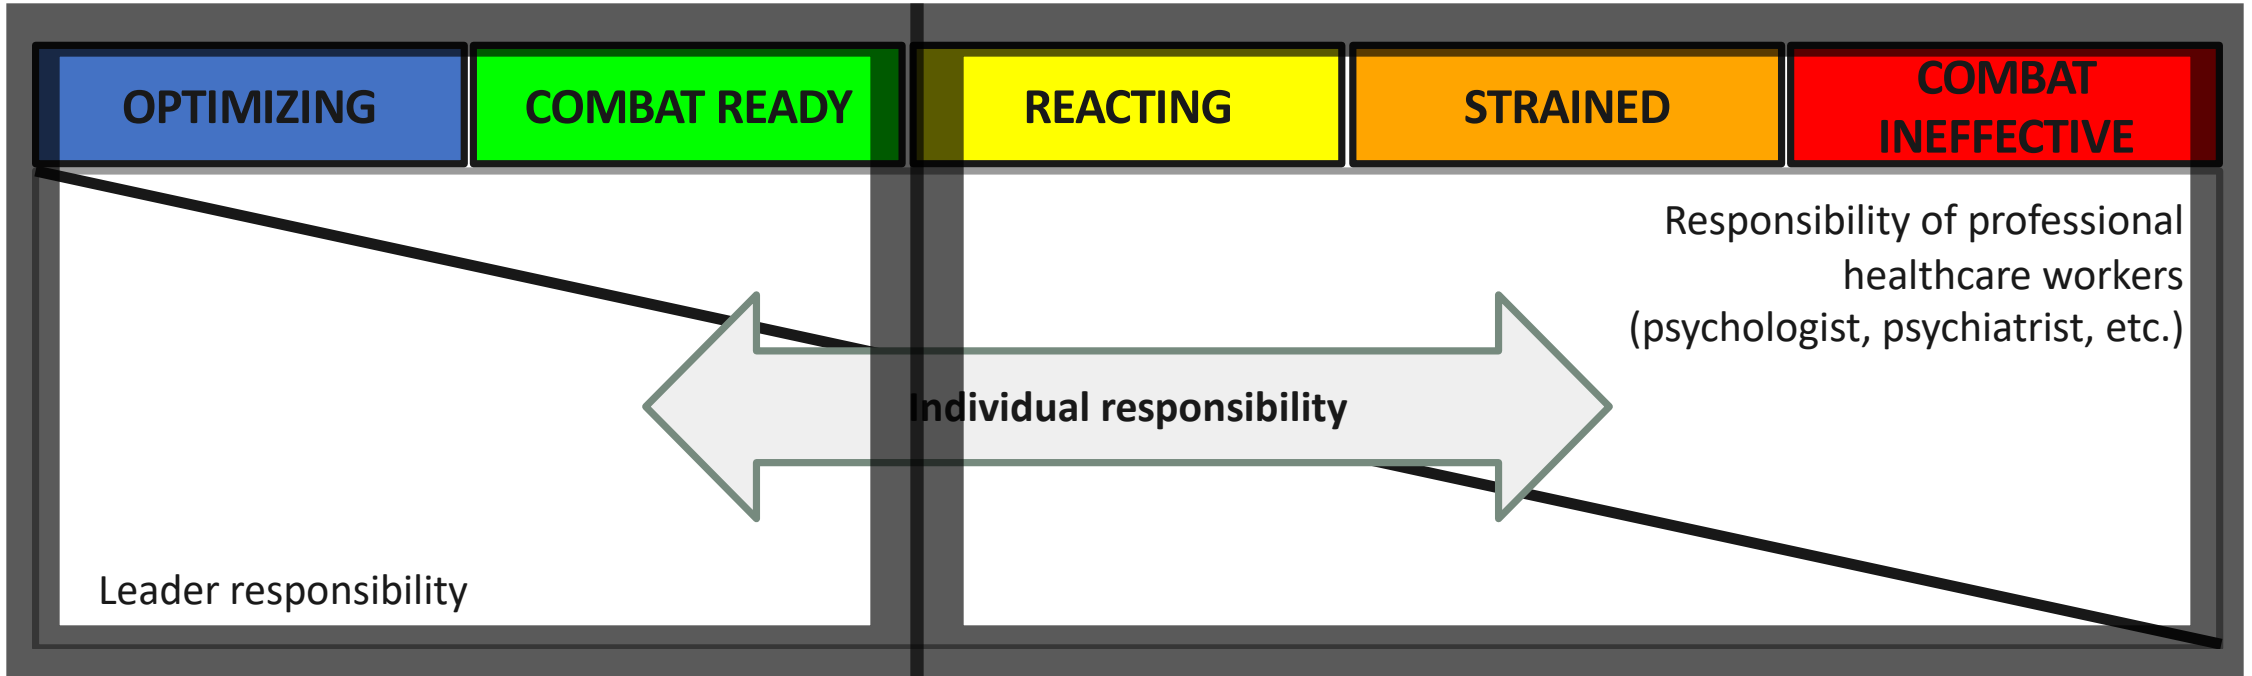 OPTIMIZING
COMBAT READY
REACTING
STRAINED
COMBAT
INEFFECTIVE
Responsibility of professional
healthcare workers
(psychologist, psychiatrist, etc.)
Individual responsibility
Leader responsibility